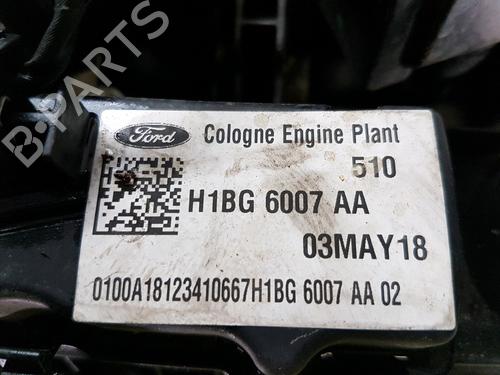 B-PARTS
Ford
Cologne Engine Plant
510
H1BG 6007 AA
03MAY18
0100A18123410667H1BG 6007 AA 02